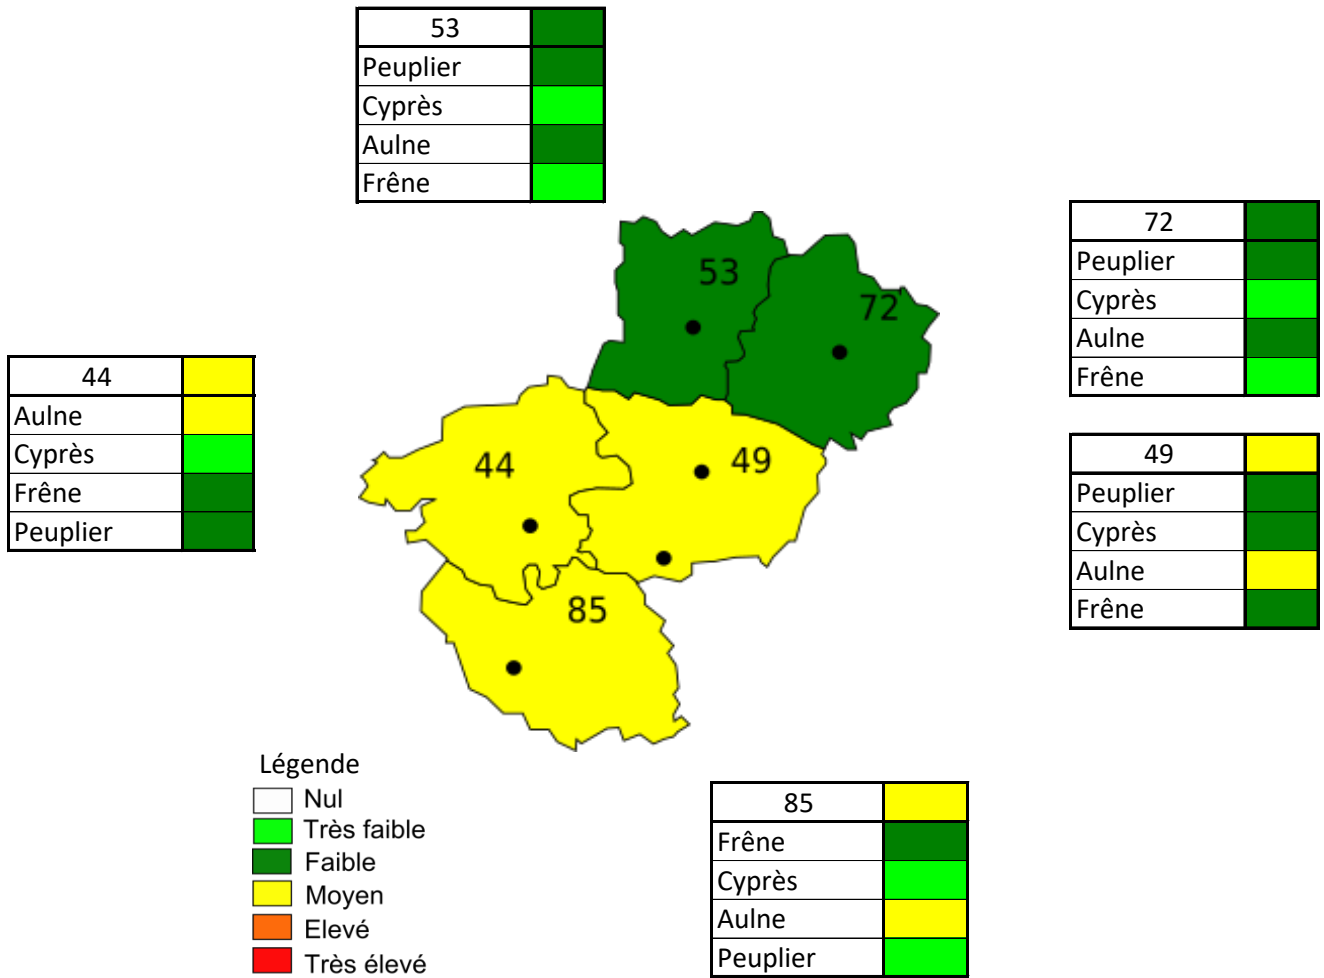 53
Peuplier
Cyprès
Aulne
Frêne
72
Peuplier
Cyprès
Aulne
Frêne
53
72
44
Aulne
Cyprès
Frêne
Peuplier
44
49
85
49
Peuplier
Cyprès
Aulne
Frêne
Légende
Nul
Très faible
Faible
Moyen
Elevé
Très élevé
85
Frêne
Cyprès
Aulne
Peuplier